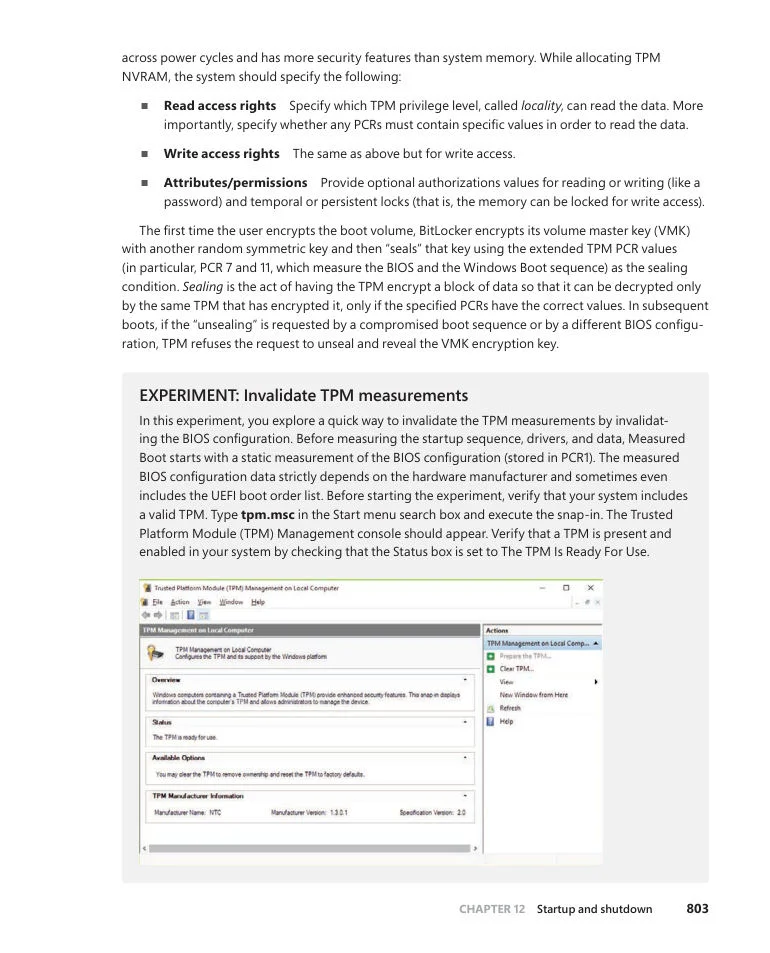 across power cycles and has more security features than system memory. While allocating TPM
NVRAM, the system should specify the following:
■ Read access rights Specify which TPM privilege level, called locality, can read the data. More
importantly, specify whether any PCRs must contain specific values in order to read the data.
■ Write access rights The same as above but for write access.
■ Attributes/permissions Provide optional authorizations values for reading or writing (like a
password) and temporal or persistent locks (that is, the memory can be locked for write access).
The first time the user encrypts the boot volume, BitLocker encrypts its volume master key (VMK)
with another random symmetric key and then “seals” that key using the extended TPM PCR values
(in particular, PCR 7 and 11, which measure the BIOS and the Windows Boot sequence) as the sealing
condition. Sealing is the act of having the TPM encrypt a block of data so that it can be decrypted only
by the same TPM that has encrypted it, only if the specified PCRs have the correct values. In subsequent
boots, if the “unsealing” is requested by a compromised boot sequence or by a different BIOS configu-
ration, TPM refuses the request to unseal and reveal the VMK encryption key.
EXPERIMENT: Invalidate TPM measurements
In this experiment, you explore a quick way to invalidate the TPM measurements by invalidat-
ing the BIOS configuration. Before measuring the startup sequence, drivers, and data, Measured
Boot starts with a static measurement of the BIOS configuration (stored in PCR1). The measured
BIOS configuration data strictly depends on the hardware manufacturer and sometimes even
includes the UEFI boot order list. Before starting the experiment, verify that your system includes
a valid TPM. Type tpm.msc in the Start menu search box and execute the snap-in. The Trusted
Platform Module (TPM) Management console should appear. Verify that a TPM is present and
enabled in your system by checking that the Status box is set to The TPM Is Ready For Use.
Trusted Platform Module (TPM) Management on Local Computer
File Action View Window Help
TPM Management on Local Computer
TPM Management on Local Computer
Configures the TPM and its support by the Windows platform
Overview
Windows computers containing a Trusted Platform Module (TPM) provide enhanced security features. This snap-in displays
information about the computer's TPM and allows administrators to manage the device.
Status
The TPM is ready for use.
Available Options
You may clear the TPM to remove ownership and reset the TPM to factory defaults.
TPM Manufacturer Information
Manufacturer Name: NTC Manufacturer Version: 1.3.0.1 Specification Version: 2.0
Actions
TPM Management on Local Comp...
Prepare the TPM...
Clear TPM...
View
New Window from Here
Refresh
Help
CHAPTER 12 Startup and shutdown 803